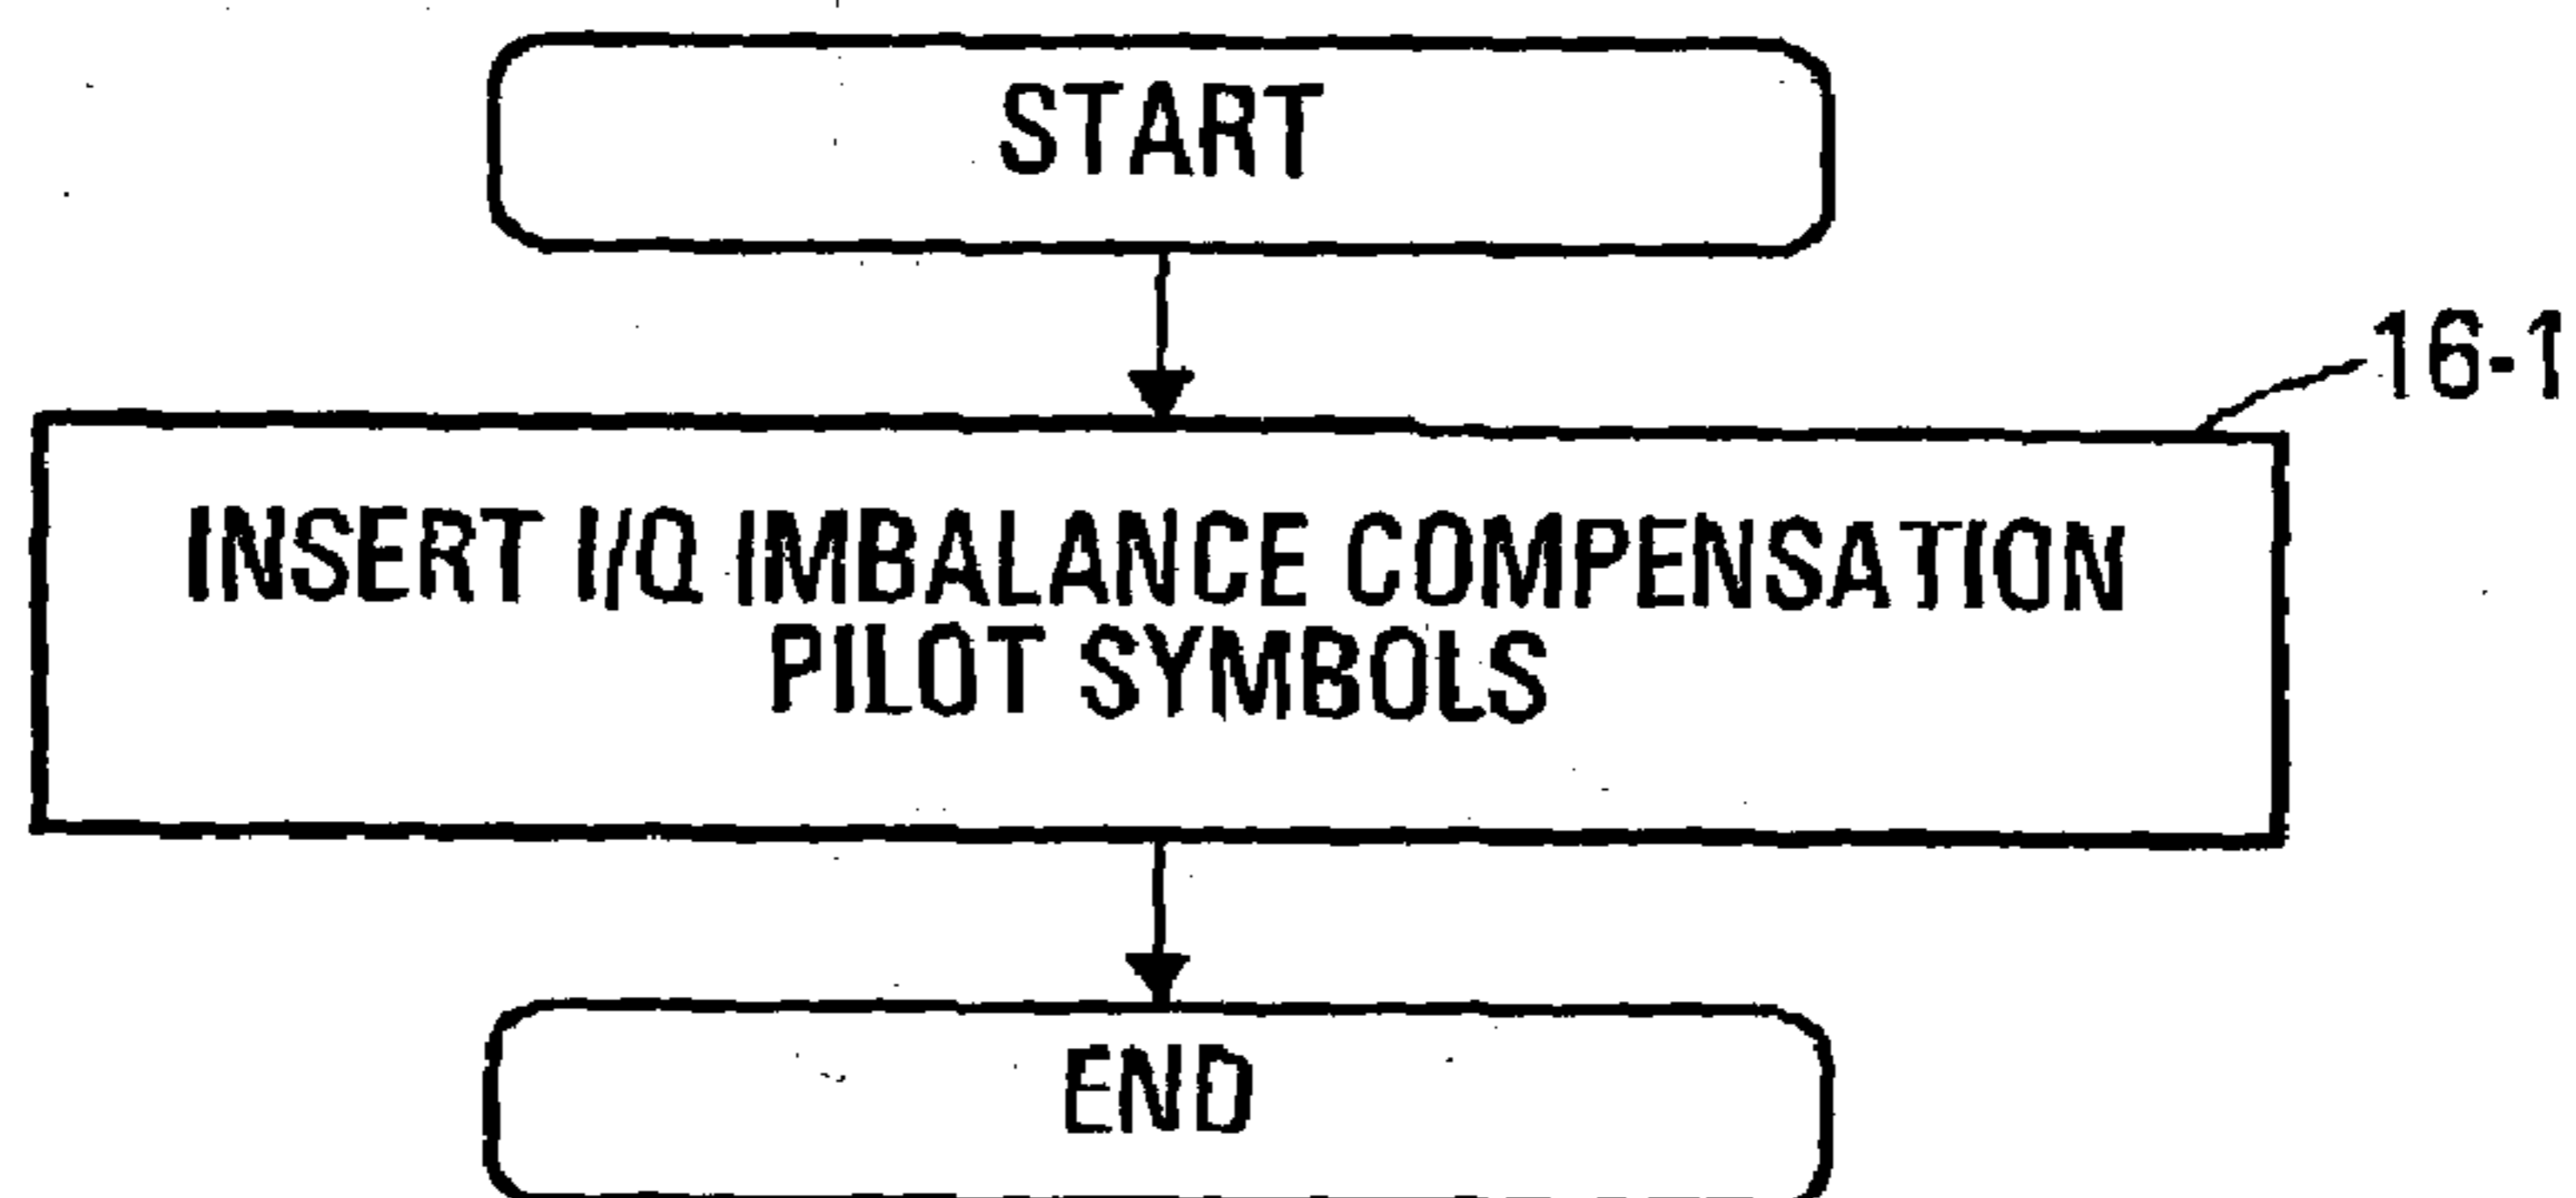 START
16-1
INSERT I/Q IMBALANCE COMPENSATION
PILOT SYMBOLS
END